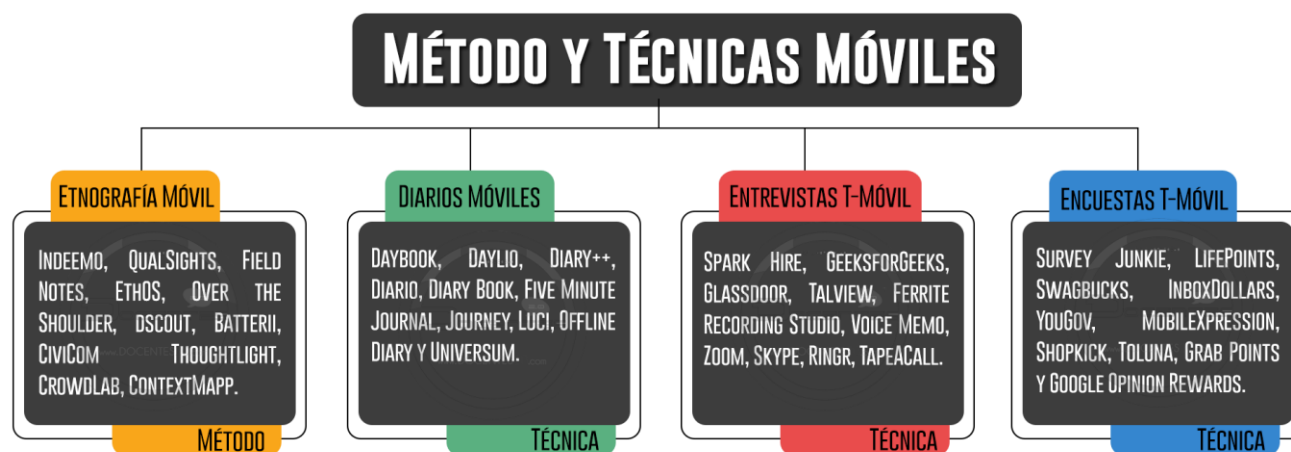 MÉTODO Y TÉCNICAS MÓVILES
ETNOGRAFÍA MÓVIL
INDEEMO, QUALSIGHTS, FIELD
NOTES, ETHOS, OVER THE
SHOULDER, DSCOUT, BATTERII,
CIVICOM THOUGHTLIGHT,
CROWDLAB, CONTEXTMAPP.
MÉTODO
DIARIOS MÓVILES
DAYBOOK, DAYLIO, DIARY++,
DIARIO, DIARY BOOK, FIVE MINUTE
JOURNAL, JOURNEY, LUCI, OFFLINE
DIARY Y UNIVERSUM.
TÉCNICA
ENTREVISTAS T-MÓVIL
SPARK HIRE, GEEKSFORGEEKS,
GLASSDOOR, TALVIEW, FERRITE
RECORDING STUDIO, VOICE MEMO,
ZOOM, SKYPE, RINGR, TAPEACALL.
TÉCNICA
ENCUESTAS T-MÓVIL
SURVEY JUNKIE, LIFEPOINTS,
SWAGBUCKS, INBOXDOLLARS,
YOUGOV, MOBILEXPRESSION,
SHOPKICK, TOLUNA, GRAB POINTS
Y GOOGLE OPINION REWARDS.
TÉCNICA